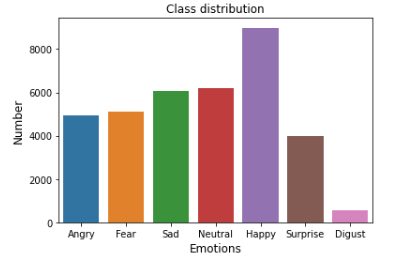 Class distribution
Number
8000
6000
4000
2000
0
Angry Fear Sad Neutral Happy Surprise Digust
Emotions